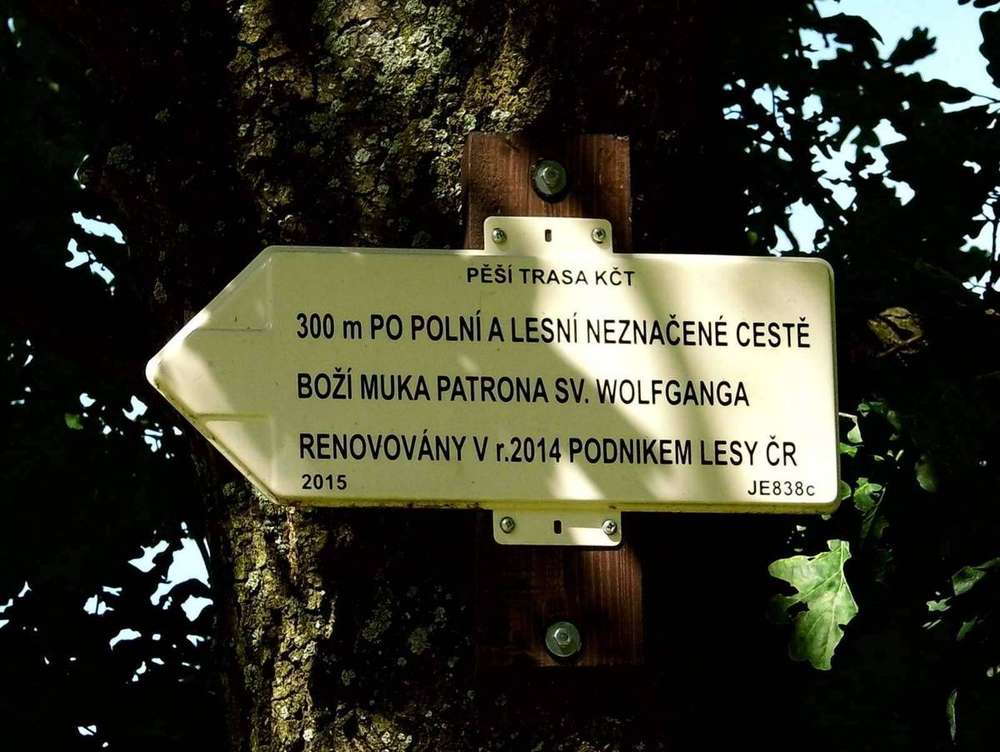 PĚŠÍ TRASA KČT
300 m PO POLNÍ A LESNÍ NEZNAČENÉ CESTĚ
BOŽÍ MUKA PATRONA SV. WOLFGANGA
RENOVOVÁNY V r.2014 PODNIKEM LESY ČR
2015 JE838c